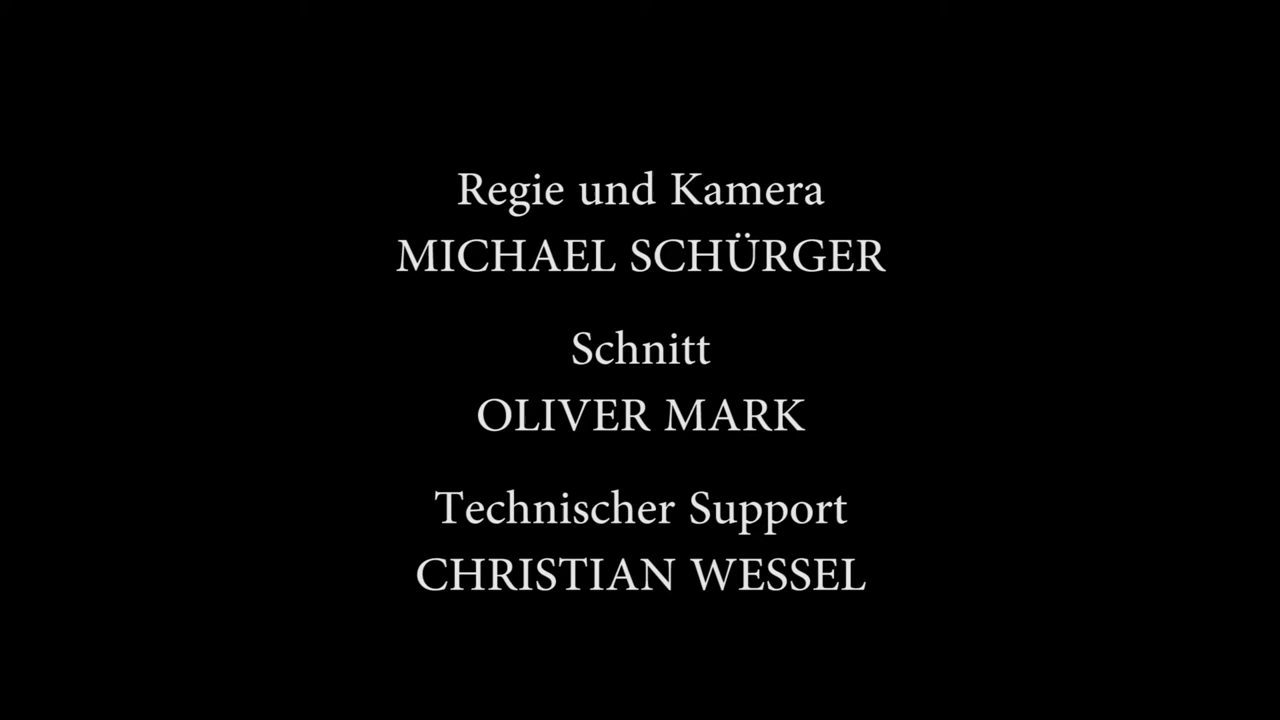 Regie und Kamera
MICHAEL SCHÜRGER
Schnitt
OLIVER MARK
Technischer Support
CHRISTIAN WESSEL